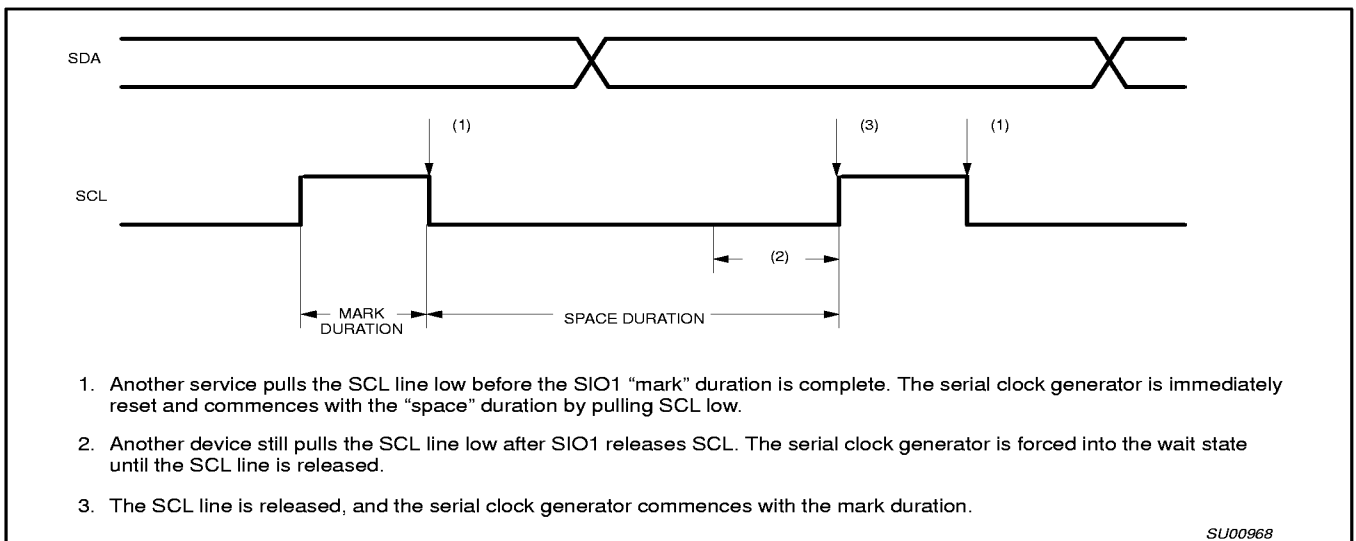 SDA
(1)
(3)
(1)
SCL
(2)
MARK
DURATION
SPACE DURATION
1. Another service pulls the SCL line low before the SIO1 “mark” duration is complete. The serial clock generator is immediately
reset and commences with the “space” duration by pulling SCL low.
2. Another device still pulls the SCL line low after SIO1 releases SCL. The serial clock generator is forced into the wait state
until the SCL line is released.
3. The SCL line is released, and the serial clock generator commences with the mark duration.
SU00968